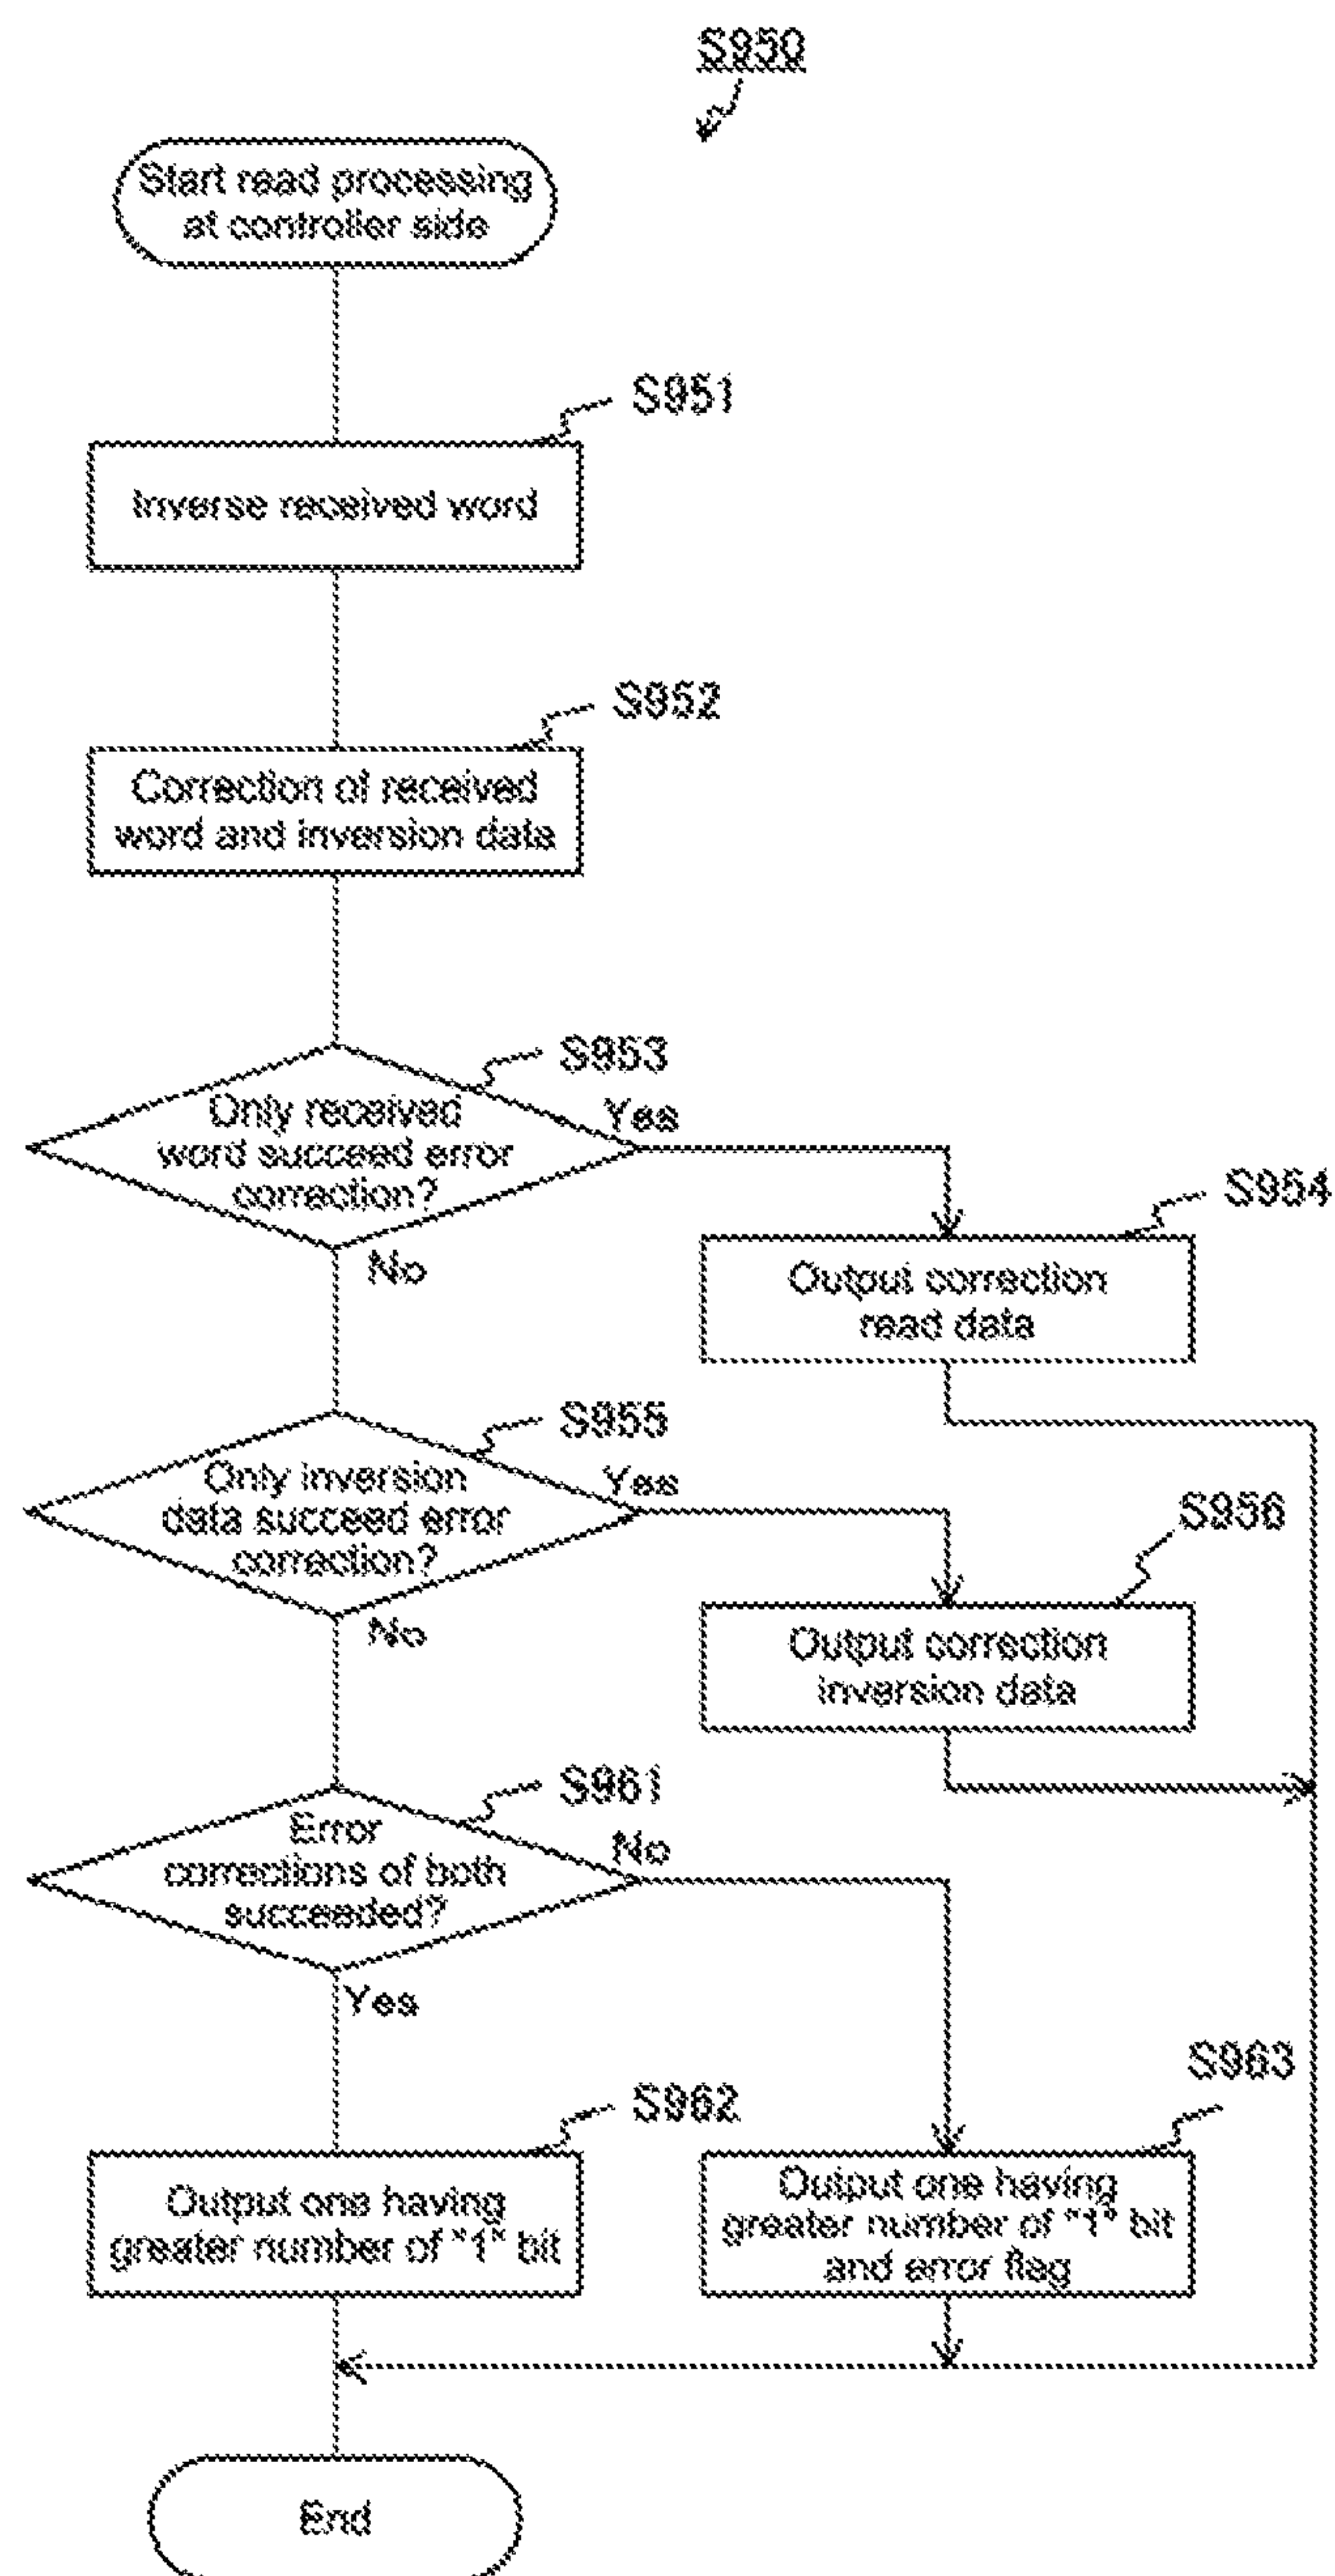 S950
Start read processing
at controller side
S951
Inverse received word
S952
Correction of received
word and inversion data
S953
Only received
word succeed error
correction?
Yes
No
S954
Output correction
read data
S955
Only inversion
data succeed error
correction?
Yes
No
S956
Output correction
inversion data
S961
Error
corrections of both
succeeded?
No
Yes
S962
Output one having
greater number of "1" bit
S963
Output one having
greater number of "1" bit
and error flag
End